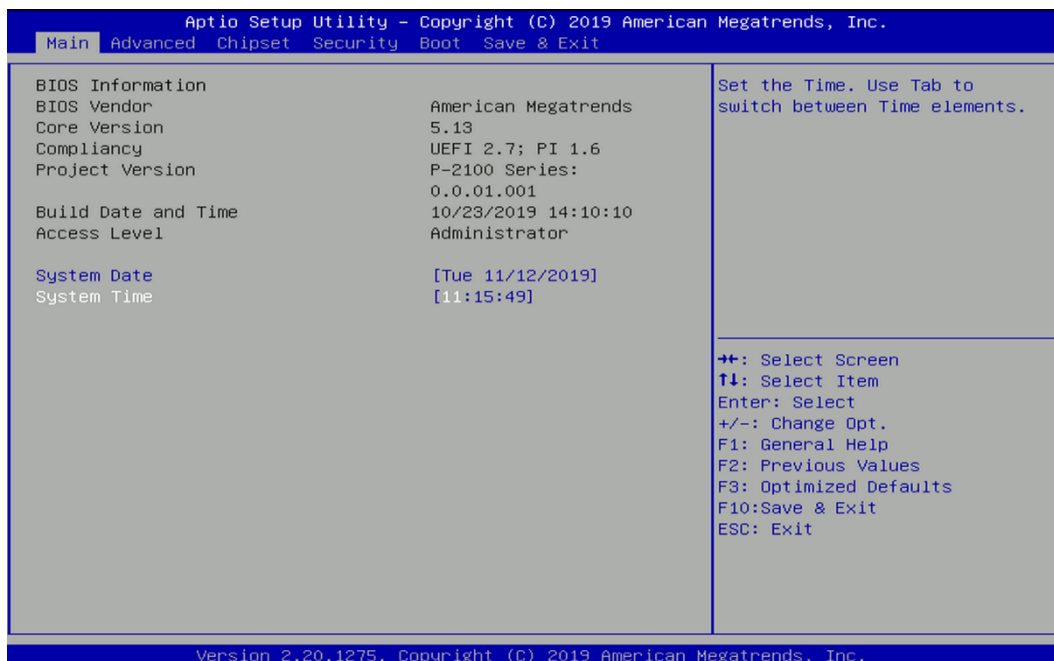 Aptio Setup Utility – Copyright (C) 2019 American Megatrends, Inc.
Main Advanced Chipset Security Boot Save & Exit
BIOS Information
BIOS Vendor American Megatrends
Core Version 5.13
Compliancy UEFI 2.7; PI 1.6
Project Version P-2100 Series:
0.0.01.001
Build Date and Time 10/23/2019 14:10:10
Access Level Administrator
System Date [Tue 11/12/2019]
System Time [11:15:49]
Set the Time. Use Tab to
switch between Time elements.
→←: Select Screen
↑↓: Select Item
Enter: Select
+/-: Change Opt.
F1: General Help
F2: Previous Values
F3: Optimized Defaults
F10:Save & Exit
ESC: Exit
Version 2.20.1275. Copyright (C) 2019 American Megatrends, Inc.